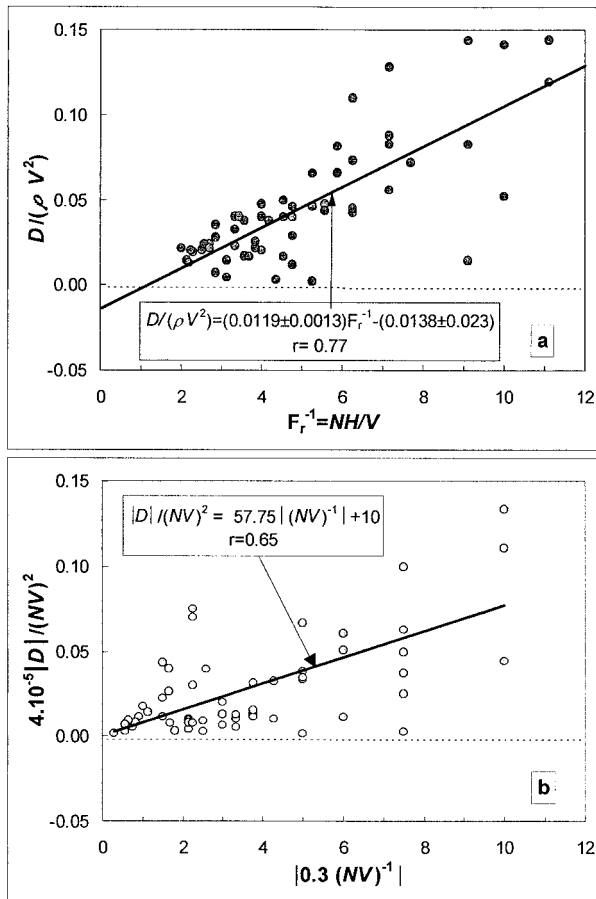 0.15
0.10
0.05
0.00
-0.05
D/(ρ V²)
D/(ρ V²)=(0.0119±0.0013)Fr⁻¹-(0.0138±0.023)
r= 0.77
a
0 2 4 6 8 10 12
Fr⁻¹=NH/V
0.15
0.10
0.05
0.00
-0.05
4.10⁻⁵|D|/(NV)²
|D|/(NV)² = 57.75|(NV)⁻¹| +10
r=0.65
b
0 2 4 6 8 10 12
|0.3 (NV)⁻¹|